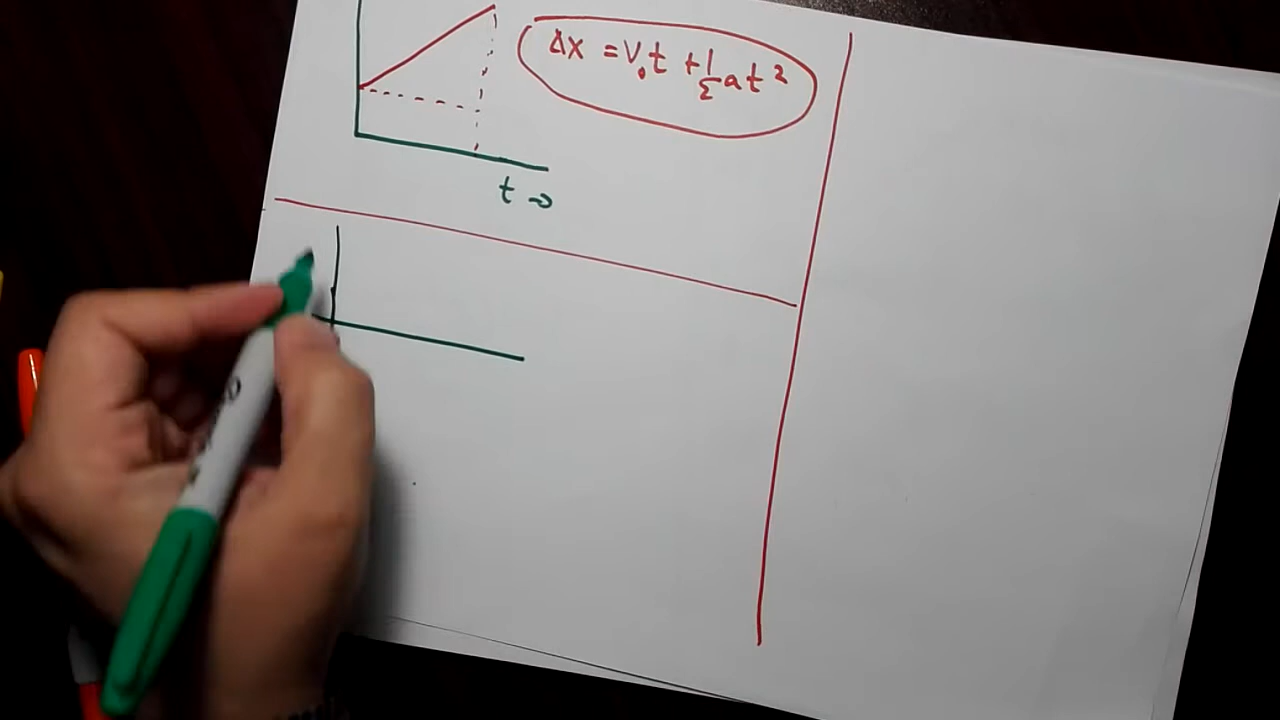 Δx = V₀t + ½at²
t →